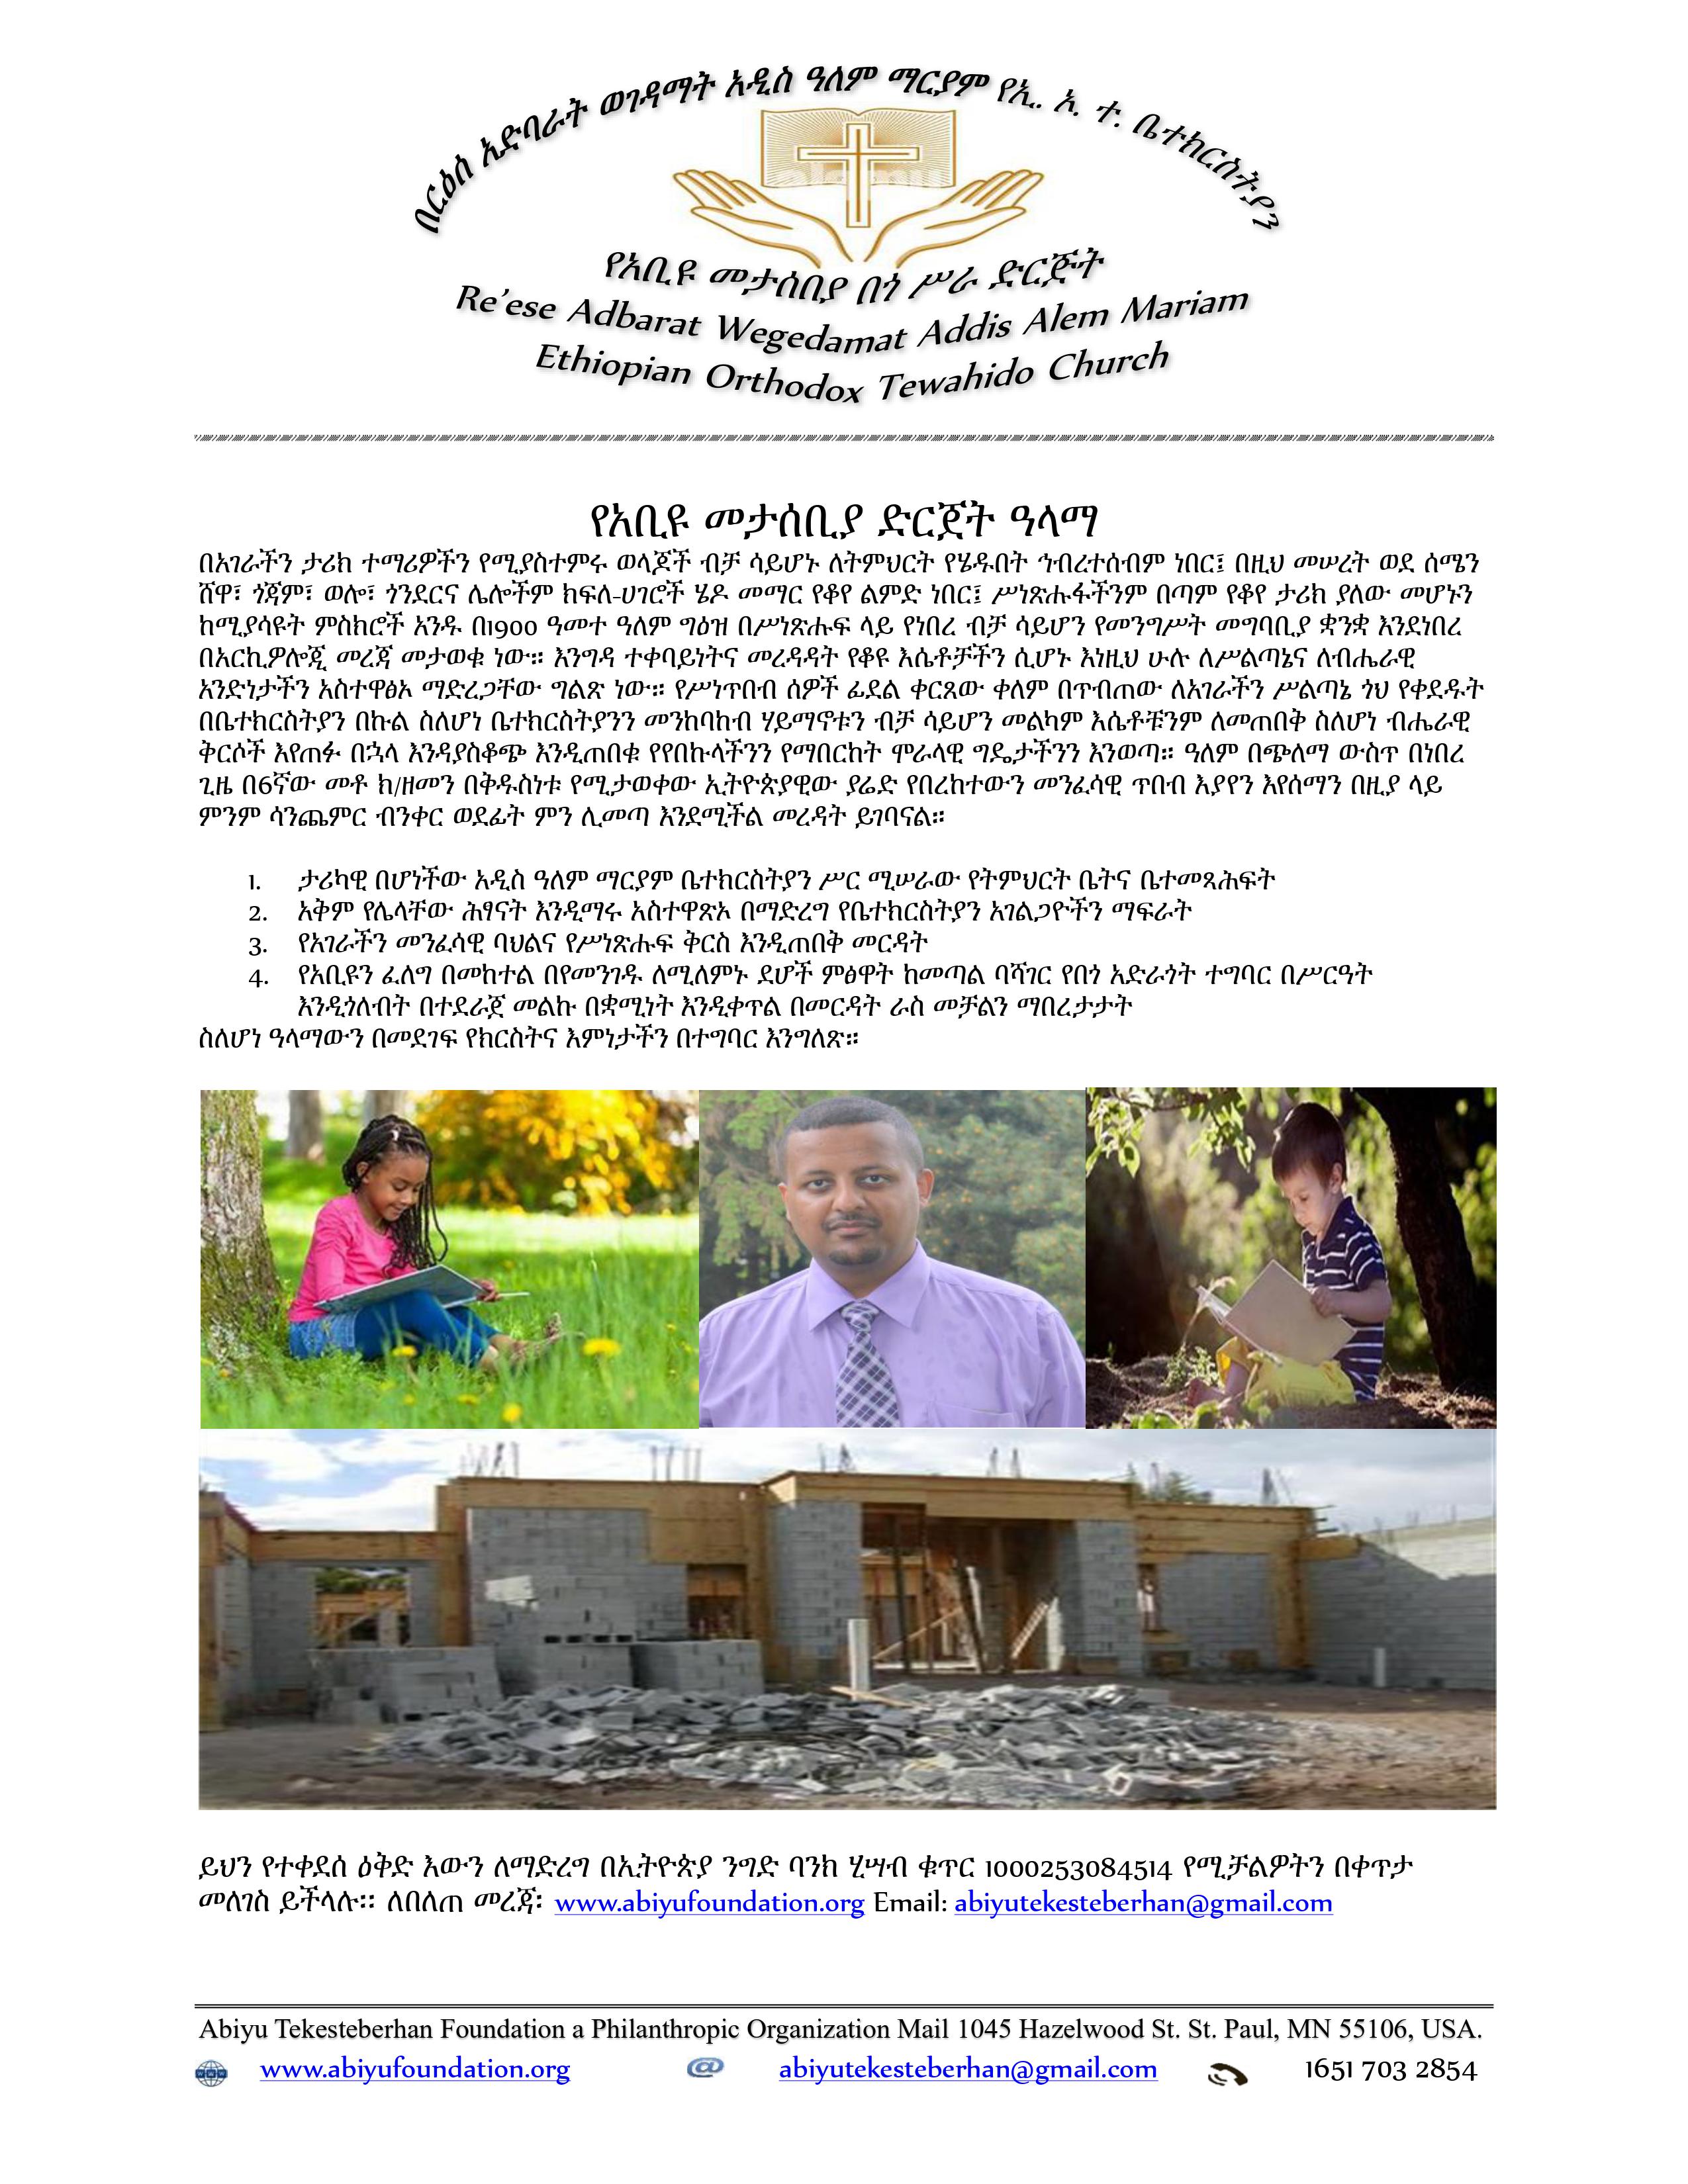 በርዕሰ አድባራት ወገዳማት አዲስ ዓለም ማርያም የኢ. ኦ. ተ. ቤተክርስትያን
የአቢዩ መታሰቢያ በጎ ሥራ ድርጅት
Re'ese Adbarat Wegedamat Addis Alem Mariam
Ethiopian Orthodox Tewahido Church
የአቢዩ መታሰቢያ ድርጀት ዓላማ
በአገራችን ታሪክ ተማሪዎችን የሚያስተምሩ ወላጆች ብቻ ሳይሆኑ ለትምህርት የሄዱበት ኅብረተሰብም ነበር፤ በዚህ መሠረት ወደ ሰሜን
ሸዋ፣ ጎጃም፣ ወሎ፣ ጎንደርና ሌሎችም ክፍለ-ሀገሮች ሄዶ መማር የቆየ ልምድ ነበር፤ ሥነጽሑፋችንም በጣም የቆየ ታሪክ ያለው መሆኑን
ከሚያሳዩት ምስክሮች አንዱ በ1900 ዓመተ ዓለም ግዕዝ በሥነጽሑፍ ላይ የነበረ ብቻ ሳይሆን የመንግሥት መግባቢያ ቋንቋ እንደነበረ
በአርኪዎሎጂ መረጃ መታወቁ ነው። እንግዳ ተቀባይነትና መረዳዳት የቆዩ እሴቶቻችን ሲሆኑ እነዚህ ሁሉ ለሥልጣኔና ለብሔራዊ
አንድነታችን አስተዋፅኦ ማድረጋቸው ግልጽ ነው። የሥነጥበብ ሰዎች ፊደል ቀርጸው ቀለም በጥብጠው ለአገራችን ሥልጣኔ ጎህ የቀደዱት
በቤተክርስትያን በኩል ስለሆነ ቤተክርስትያንን መንከባከብ ሃይማኖቱን ብቻ ሳይሆን መልካም እሴቶቹንም ለመጠበቅ ስለሆነ ብሔራዊ
ቅርሶች እየጠፉ በኋላ እንዳያስቆጭ እንዲጠበቁ የየበኩላችንን የማበርከት ሞራላዊ ግዴታችንን እንወጣ። ዓለም በጭለማ ውስጥ በነበረ
ጊዜ በ6ኛው መቶ ክ/ዘመን በቅዱስነቱ የሚታወቀው ኢትዮጵያዊው ያሬድ የበረከተውን መንፈሳዊ ጥበብ እያየን እየሰማን በዚያ ላይ
ምንም ሳንጨምር ብንቀር ወደፊት ምን ሊመጣ እንደሚችል መረዳት ይገባናል።
1. ታሪካዊ በሆነችው አዲስ ዓለም ማርያም ቤተክርስትያን ሥር ሚሠራው የትምህርት ቤትና ቤተመጻሕፍት
2. አቅም የሌላቸው ሕፃናት እንዲማሩ አስተዋጽኦ በማድረግ የቤተክርስትያን አገልጋዮችን ማፍራት
3. የአገራችን መንፈሳዊ ባህልና የሥነጽሑፍ ቅርስ እንዲጠበቅ መርዳት
4. የአቢዩን ፈለግ በመከተል በየመንገዱ ለሚለምኑ ደሆች ምፅዋት ከመጣል ባሻገር የበጎ አድራጎት ተግባር በሥርዓት
እንዲጎለብት በተደራጀ መልኩ በቋሚነት እንዲቀጥል በመርዳት ራስ መቻልን ማበረታታት
ስለሆነ ዓላማውን በመደገፍ የክርስትና እምነታችን በተግባር እንግለጽ።
ይህን የተቀደሰ ዕቅድ እውን ለማድረግ በኢትዮጵያ ንግድ ባንክ ሂሣብ ቁጥር 1000253084514 የሚቻልዎትን በቀጥታ
መለገስ ይችላሉ። ለበለጠ መረጃ፡ www.abiyufoundation.org Email: abiyutekesteberhan@gmail.com
Abiyu Tekesteberhan Foundation a Philanthropic Organization Mail 1045 Hazelwood St. St. Paul, MN 55106, USA.
www.abiyufoundation.org abiyutekesteberhan@gmail.com 1651 703 2854